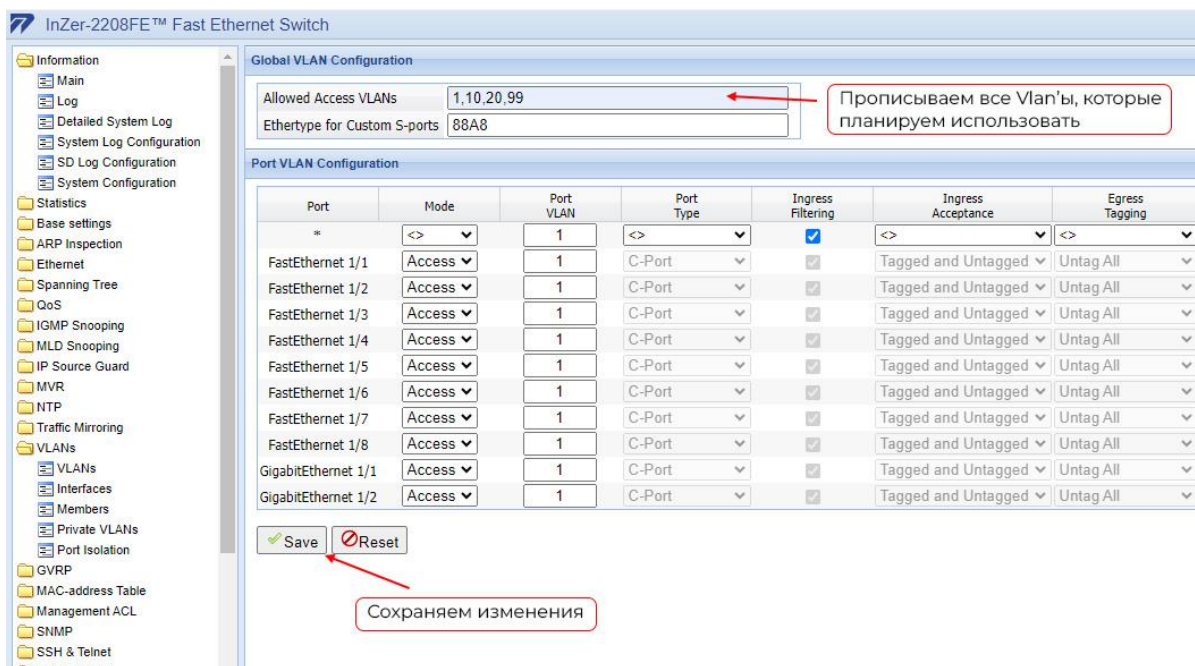 InZer-2208FE™ Fast Ethernet Switch
Information
Main
Log
Detailed System Log
System Log Configuration
SD Log Configuration
System Configuration
Statistics
Base settings
ARP Inspection
Ethernet
Spanning Tree
QoS
IGMP Snooping
MLD Snooping
IP Source Guard
MVR
NTP
Traffic Mirroring
VLANs
VLANs
Interfaces
Members
Private VLANs
Port Isolation
GVRP
MAC-address Table
Management ACL
SNMP
SSH & Telnet
Global VLAN Configuration
Allowed Access VLANs 1,10,20,99
Ethertype for Custom S-ports 88A8
Прописываем все Vlan'ы, которые
планируем использовать
Port VLAN Configuration
Port Mode Port VLAN Port Type Ingress Filtering Ingress Acceptance Egress Tagging
* <> 1 <> <> <>
FastEthernet 1/1 Access 1 C-Port Tagged and Untagged Untag All
FastEthernet 1/2 Access 1 C-Port Tagged and Untagged Untag All
FastEthernet 1/3 Access 1 C-Port Tagged and Untagged Untag All
FastEthernet 1/4 Access 1 C-Port Tagged and Untagged Untag All
FastEthernet 1/5 Access 1 C-Port Tagged and Untagged Untag All
FastEthernet 1/6 Access 1 C-Port Tagged and Untagged Untag All
FastEthernet 1/7 Access 1 C-Port Tagged and Untagged Untag All
FastEthernet 1/8 Access 1 C-Port Tagged and Untagged Untag All
GigabitEthernet 1/1 Access 1 C-Port Tagged and Untagged Untag All
GigabitEthernet 1/2 Access 1 C-Port Tagged and Untagged Untag All
Save Reset
Сохраняем изменения